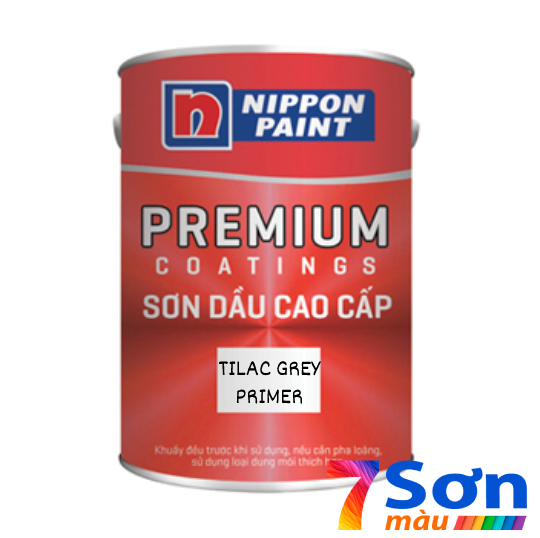 n
NIPPON
PAINT
PREMIUM
COATINGS
SƠN DẦU CAO CẤP
TILAC GREY
PRIMER
Khuấy đều trước khi sử dụng, nếu cần pha loãng,
sử dụng loại dung môi thích
7 Sơn
màu